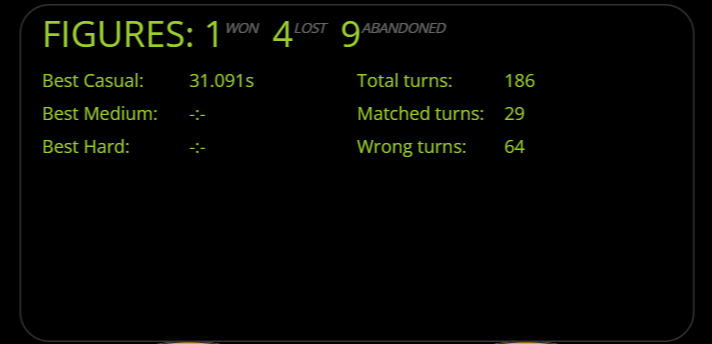 FIGURES: 1 WON 4 LOST 9 ABANDONED
Best Casual: 31.091s Total turns: 186
Best Medium: -:- Matched turns: 29
Best Hard: -:- Wrong turns: 64